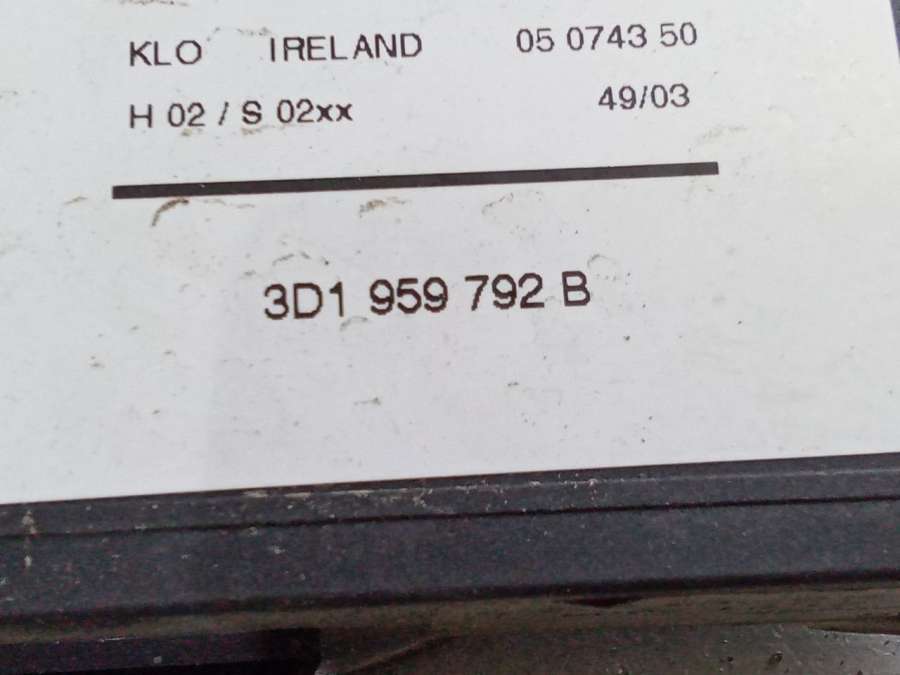 KLO IRELAND 05 0743 50
H 02 / S 02xx 49/03
3D1 959 792 B